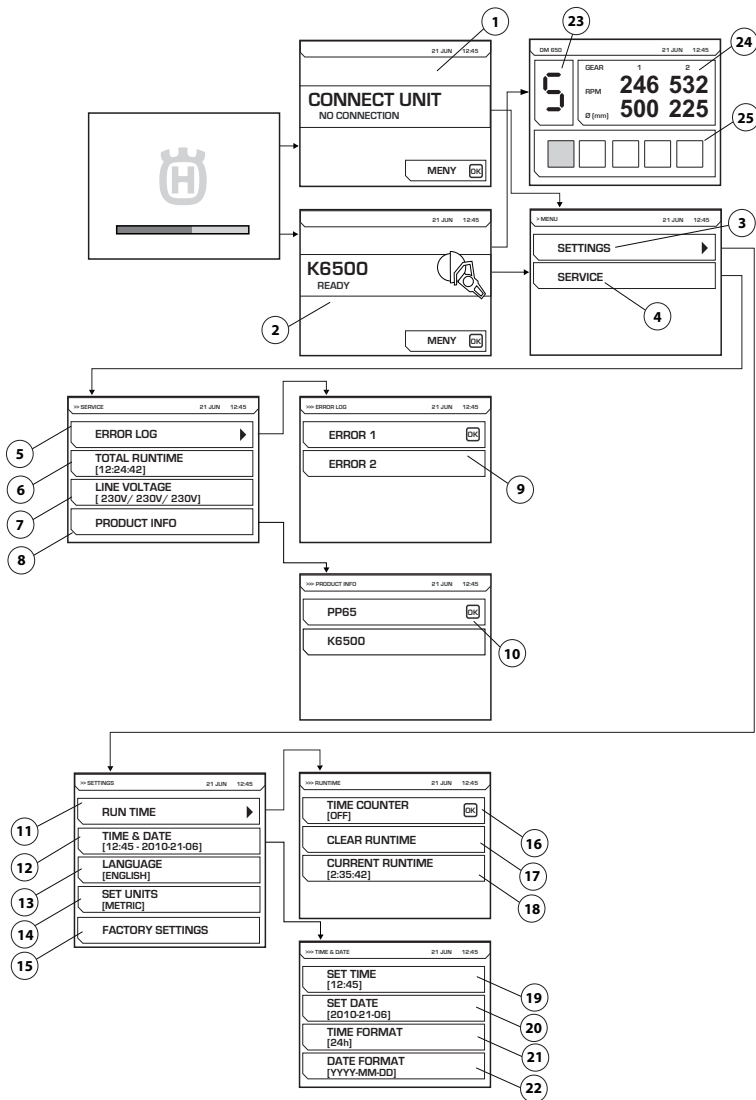 1
21 JUN 12:45
CONNECT UNIT
NO CONNECTION
MENY OK
23
DM 650 21 JUN 12:45
24
GEAR 1 2
5
RPM 246 532
Ø (mm) 500 225
25
H
2
21 JUN 12:45
K6500
READY
MENY OK
> MENU 21 JUN 12:45
3
SETTINGS
SERVICE
4
>> SERVICE 21 JUN 12:45
5
ERROR LOG
6
TOTAL RUNTIME
[12:24:42]
7
LINE VOLTAGE
[ 230V/ 230V/ 230V]
8
PRODUCT INFO
>>> ERROR LOG 21 JUN 12:45
ERROR 1 OK
ERROR 2
9
>>> PRODUCT INFO 21 JUN 12:45
PP65 OK
10
K6500
>> SETTINGS 21 JUN 12:45
11
RUN TIME
12
TIME & DATE
[12:45 - 2010-21-06]
13
LANGUAGE
[ENGLISH]
14
SET UNITS
[METRIC]
15
FACTORY SETTINGS
>>> RUNTIME 21 JUN 12:45
TIME COUNTER OK
[OFF]
16
CLEAR RUNTIME
17
CURRENT RUNTIME
[2:35:42]
18
>>> TIME & DATE 21 JUN 12:45
SET TIME
[12:45]
19
SET DATE
[2010-21-06]
20
TIME FORMAT
[24h]
21
DATE FORMAT
[YYYY-MM-DD]
22